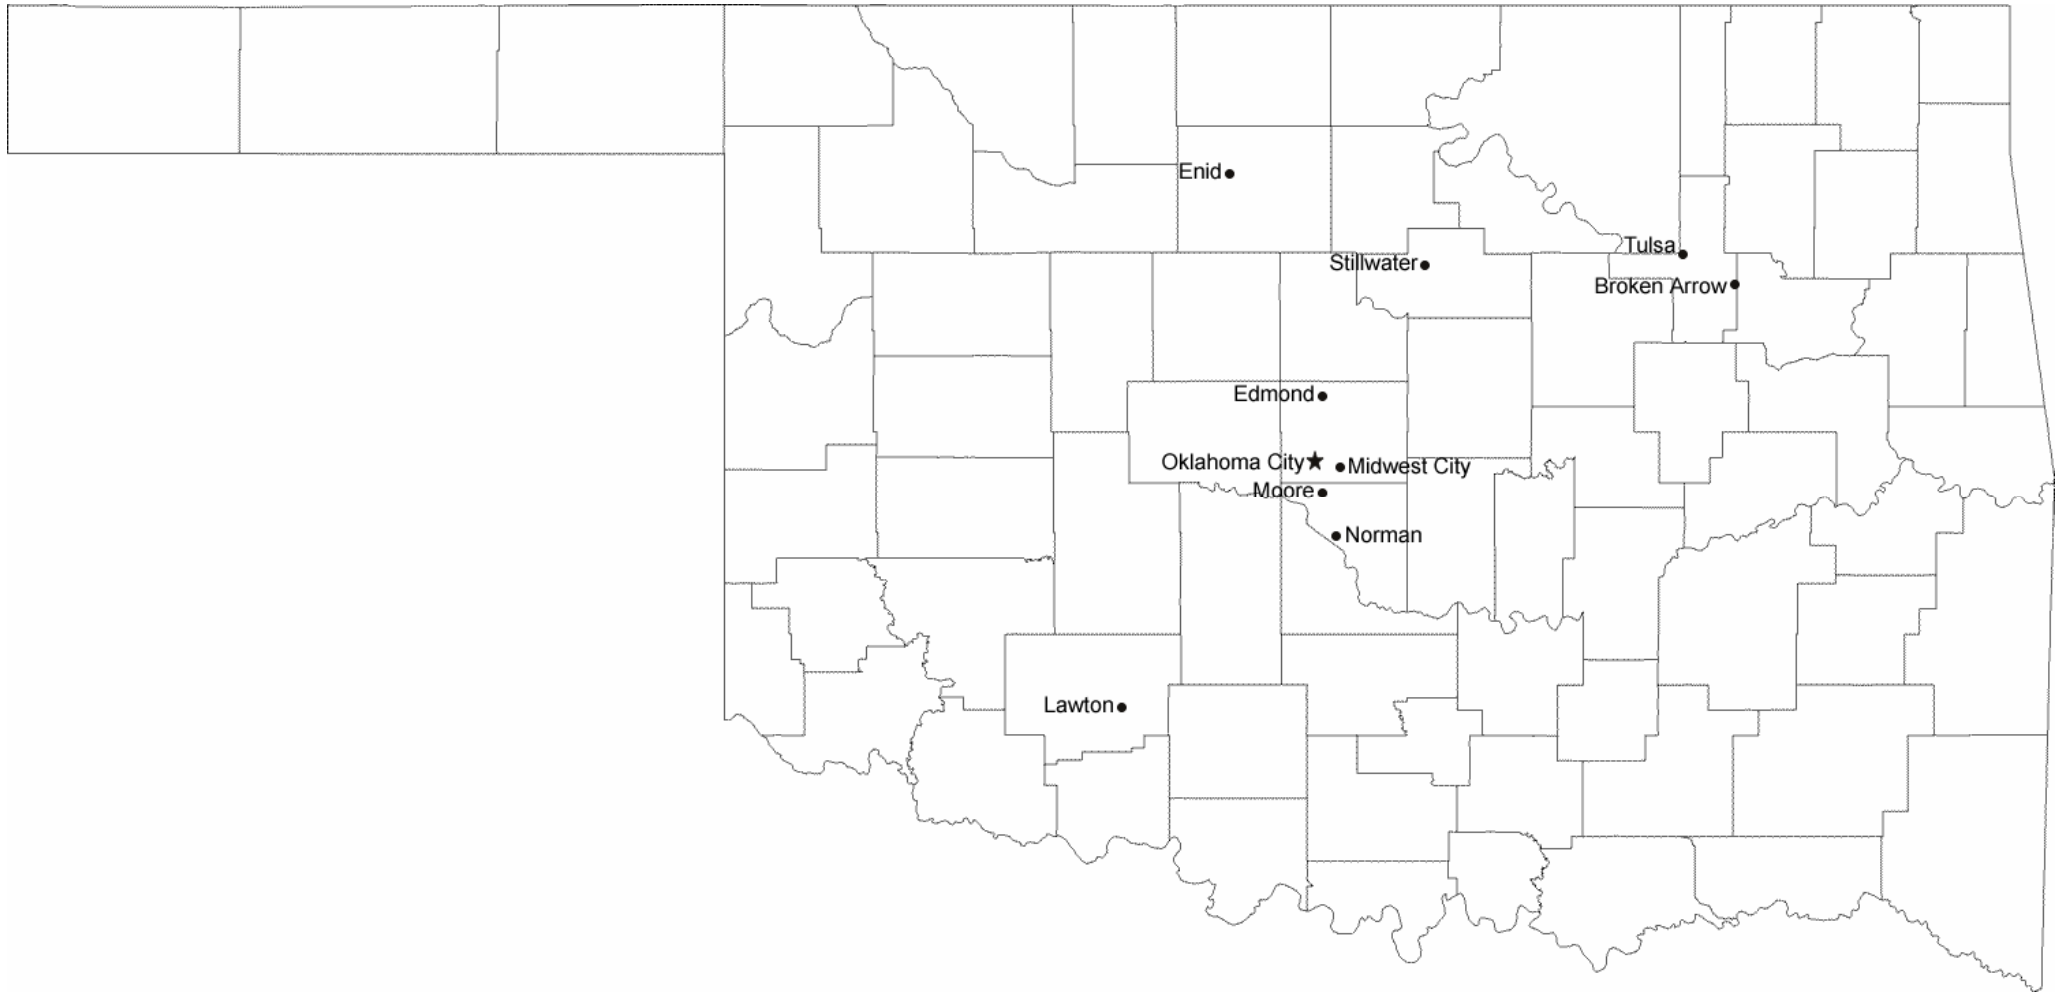 Enid
Tulsa
Stillwater
Broken Arrow
Edmond
Oklahoma City
Midwest City
Moore
Norman
Lawton